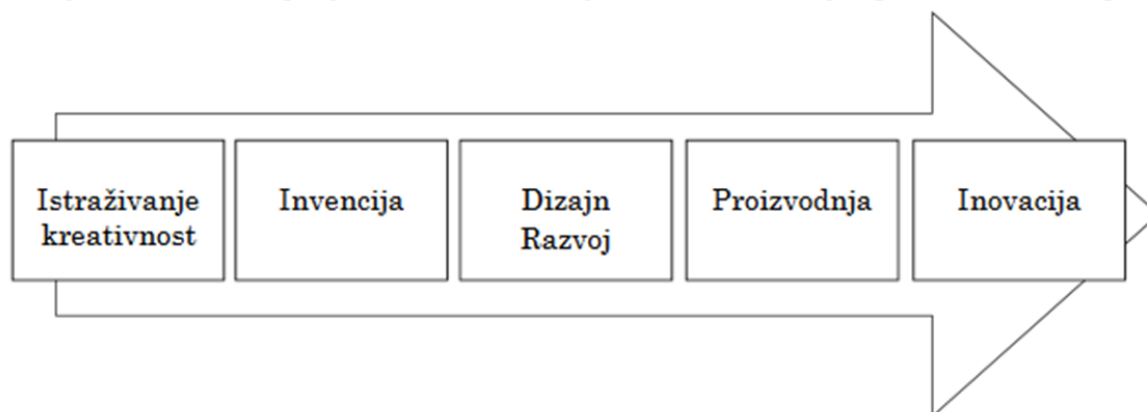 Istraživanje
kreativnost
Invencija
Dizajn
Razvoj
Proizvodnja
Inovacija